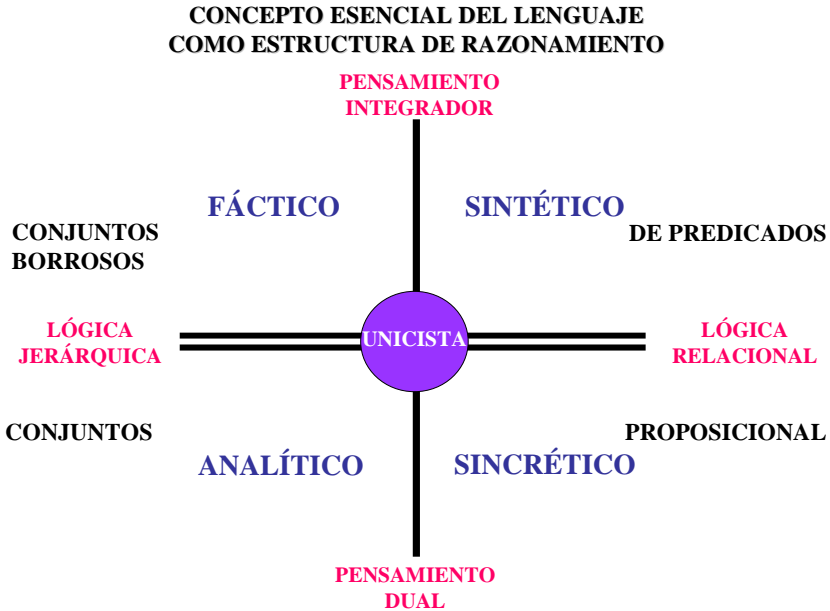 CONCEPTO ESENCIAL DEL LENGUAJE
COMO ESTRUCTURA DE RAZONAMIENTO
PENSAMIENTO
INTEGRADOR
FÁCTICO
SINTÉTICO
CONJUNTOS
BORROSOS
DE PREDICADOS
LÓGICA
JERÁRQUICA
UNICISTA
LÓGICA
RELACIONAL
CONJUNTOS
PROPOSICIONAL
ANALÍTICO
SINCRÉTICO
PENSAMIENTO
DUAL